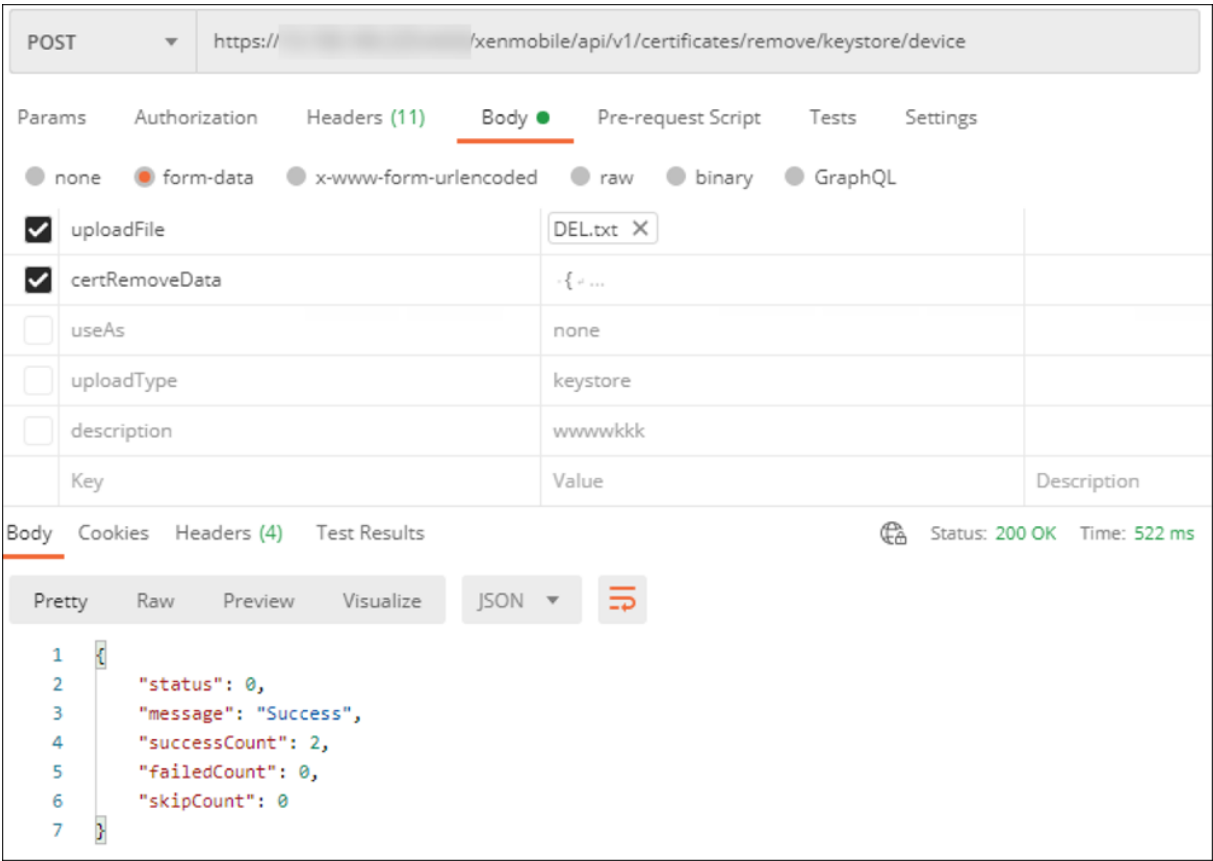 POST https:// /xenmobile/api/v1/certificates/remove/keystore/device
Params Authorization Headers (11) Body Pre-request Script Tests Settings
none form-data x-www-form-urlencoded raw binary GraphQL
uploadFile DEL.txt
certRemoveData { ...
useAs none
uploadType keystore
description wwwwkkk
Key Value Description
Body Cookies Headers (4) Test Results Status: 200 OK Time: 522 ms
Pretty Raw Preview Visualize JSON
1 {
2 "status": 0,
3 "message": "Success",
4 "successCount": 2,
5 "failedCount": 0,
6 "skipCount": 0
7 }